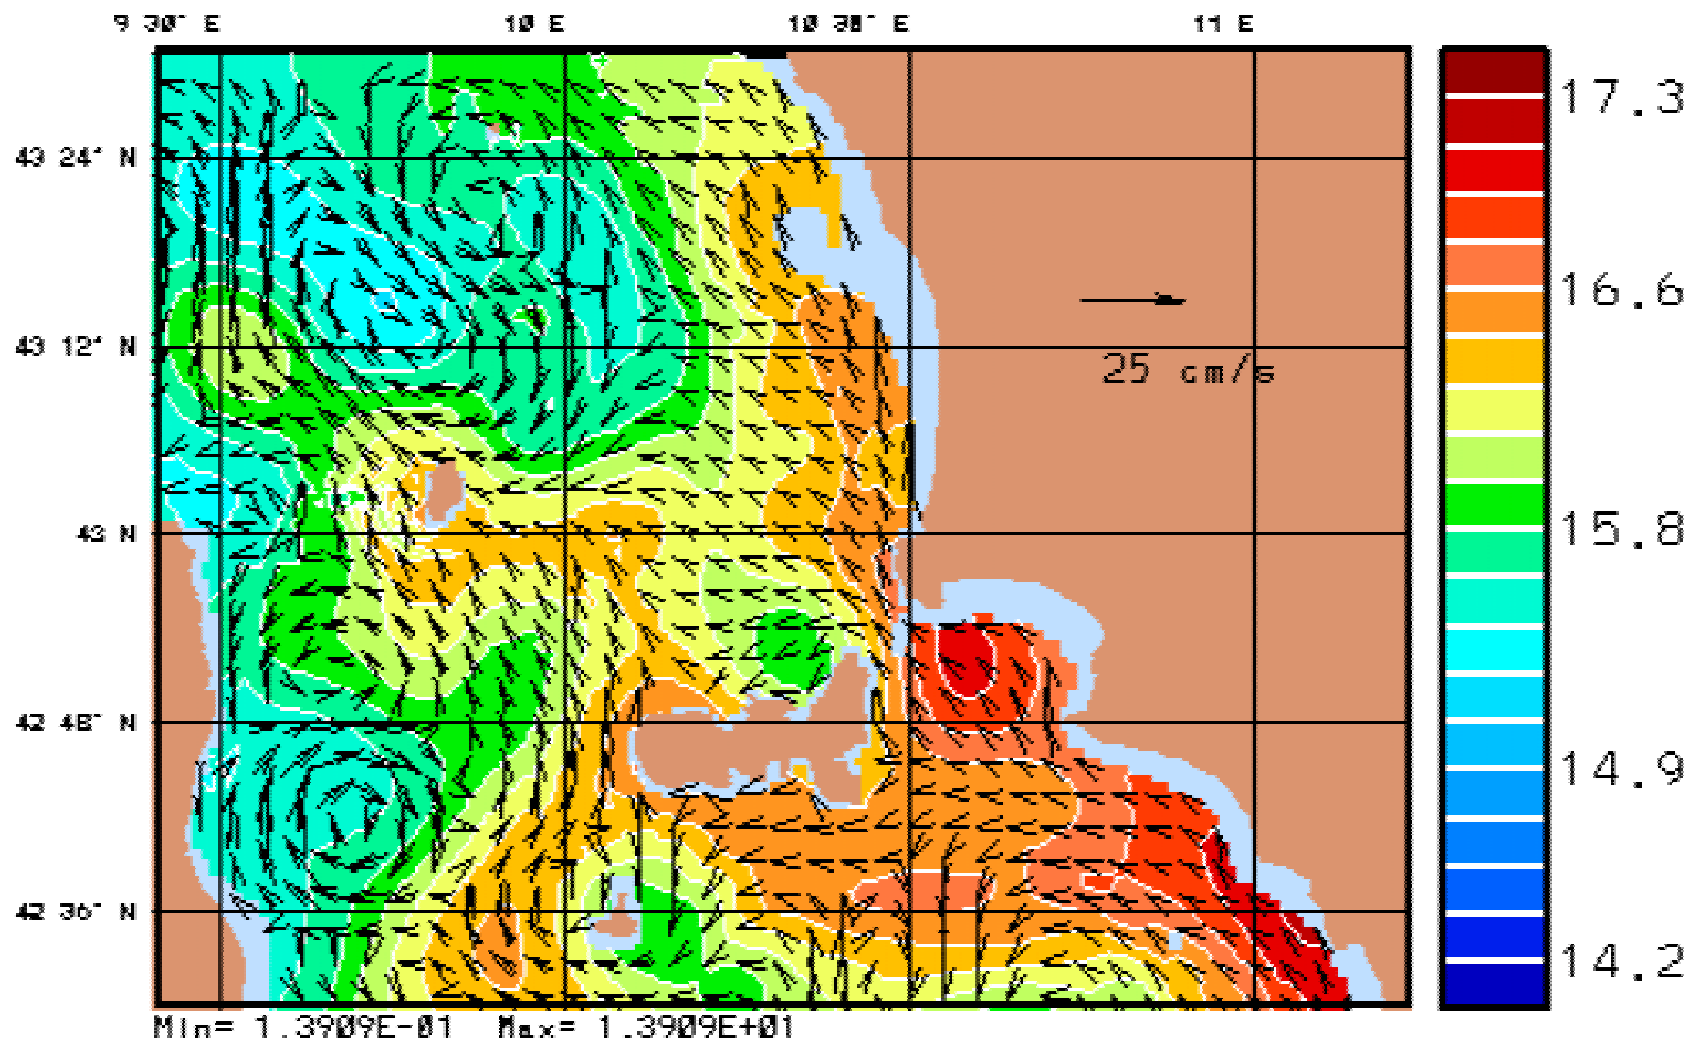 9 30' E 10 E 10 30' E 11 E
17.3
43 24' N
16.6
25 cm/s
43 12' N
43 N
15.8
42 48' N
14.9
42 36' N
14.2
Min= 1.3909E-01 Max= 1.3909E+01